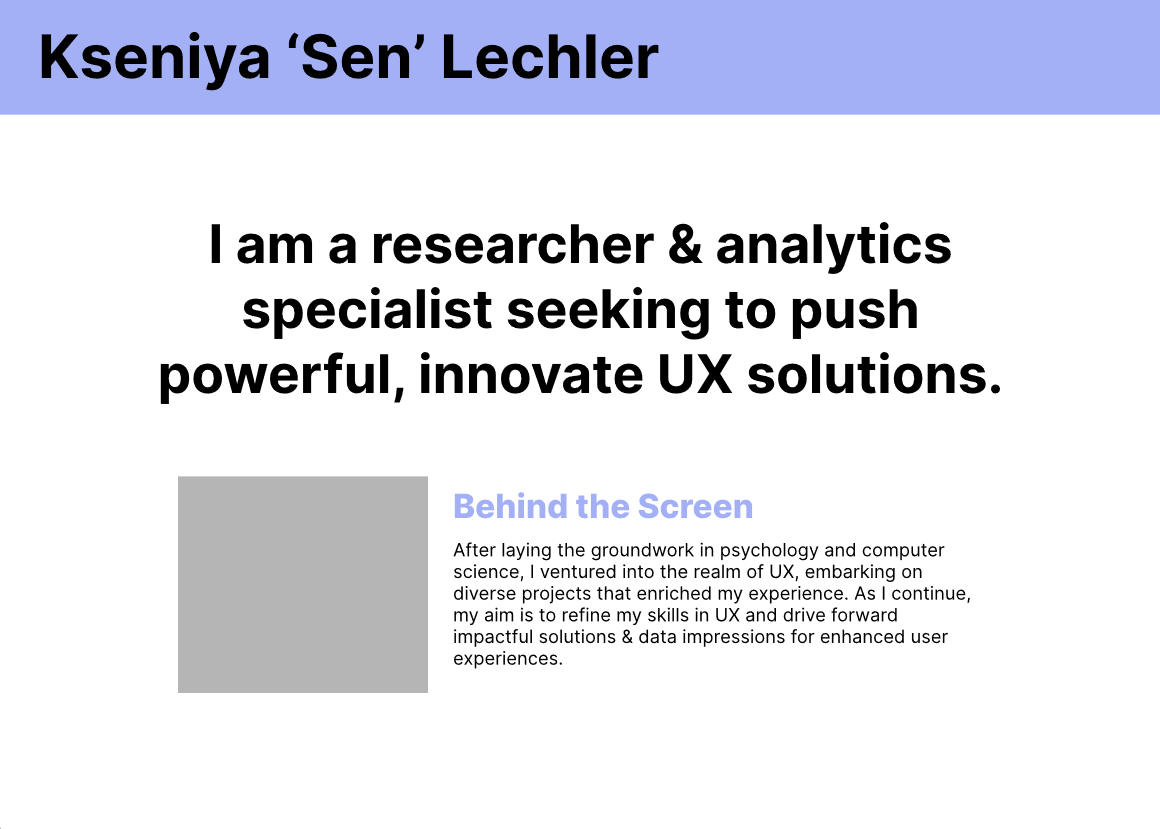 Kseniya ‘Sen’ Lechler
I am a researcher & analytics
specialist seeking to push
powerful, innovate UX solutions.
Behind the Screen
After laying the groundwork in psychology and computer
science, I ventured into the realm of UX, embarking on
diverse projects that enriched my experience. As I continue,
my aim is to refine my skills in UX and drive forward
impactful solutions & data impressions for enhanced user
experiences.